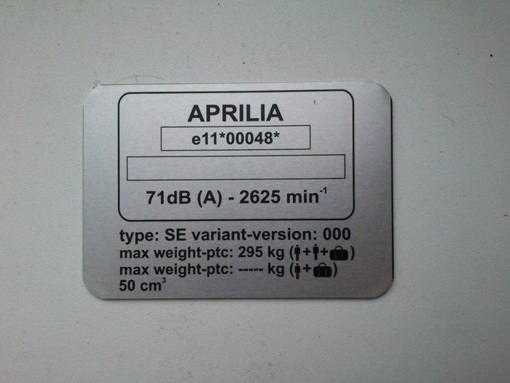 APRILIA
e11*00048*
71dB (A) - 2625 min⁻¹
type: SE variant-version: 000
max weight-ptc: 295 kg (++)
max weight-ptc: ----- kg (+)
50 cm³